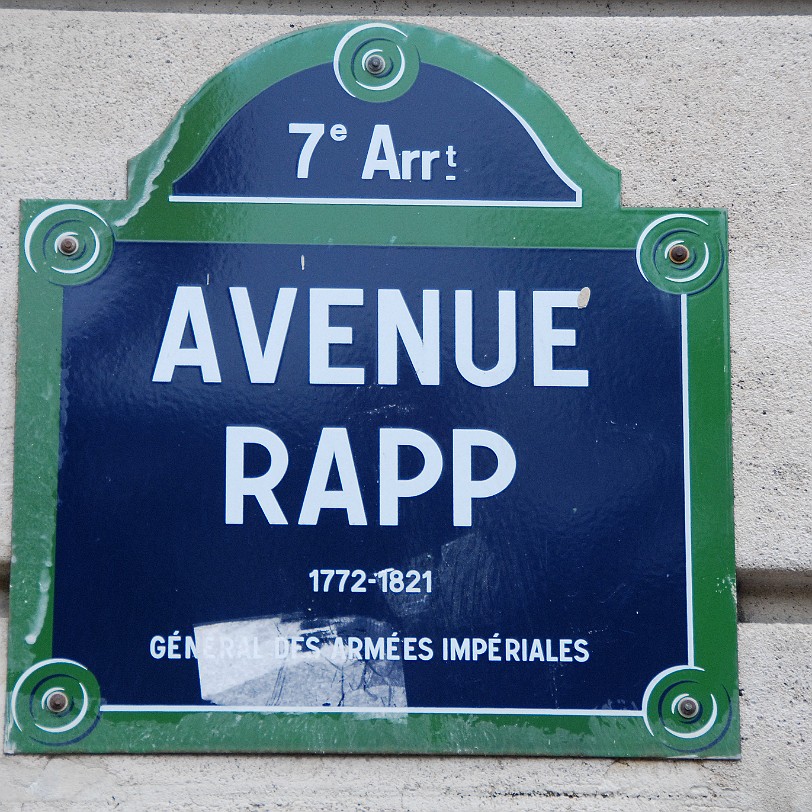 7e Arrt
AVENUE
RAPP
1772-1821
GÉNÉRAL DES ARMÉES IMPÉRIALES